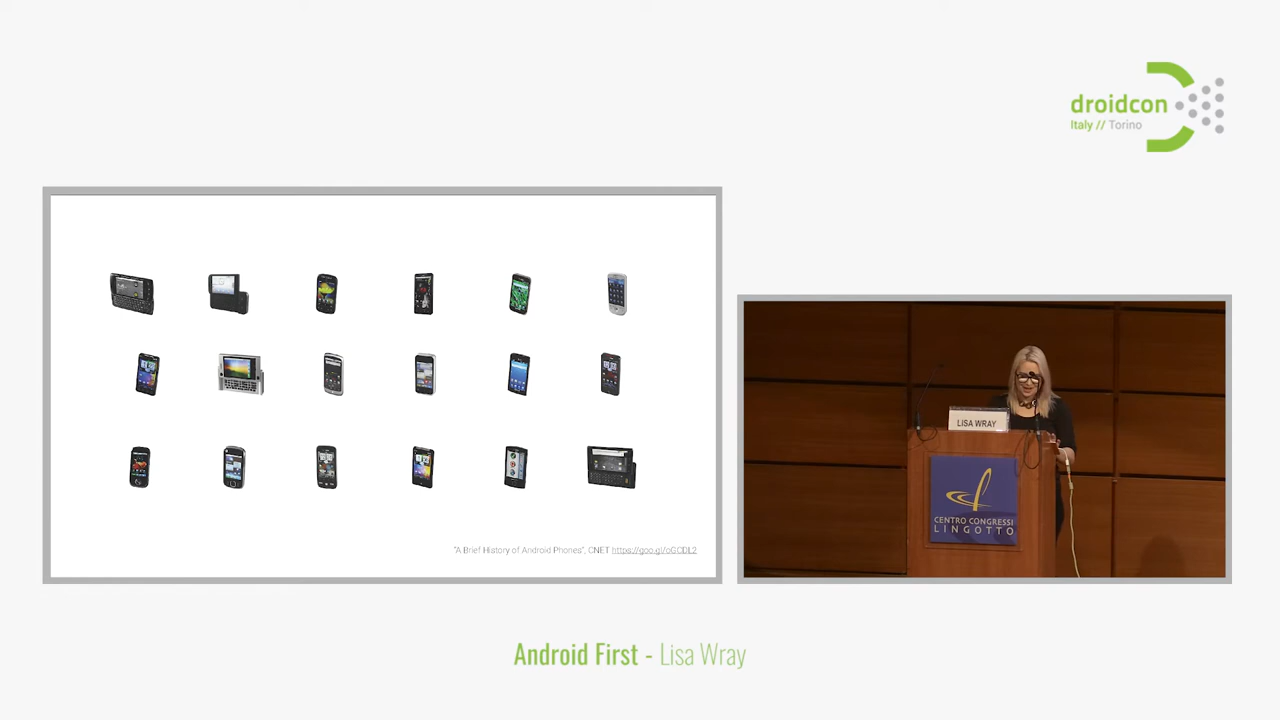 droidcon
Italy // Torino
LISA WRAY
CENTRO CONGRESSI
LINGOTTO
"A Brief History of Android Phones", CNET https://goo.gl/oGCDL2
Android First - Lisa Wray